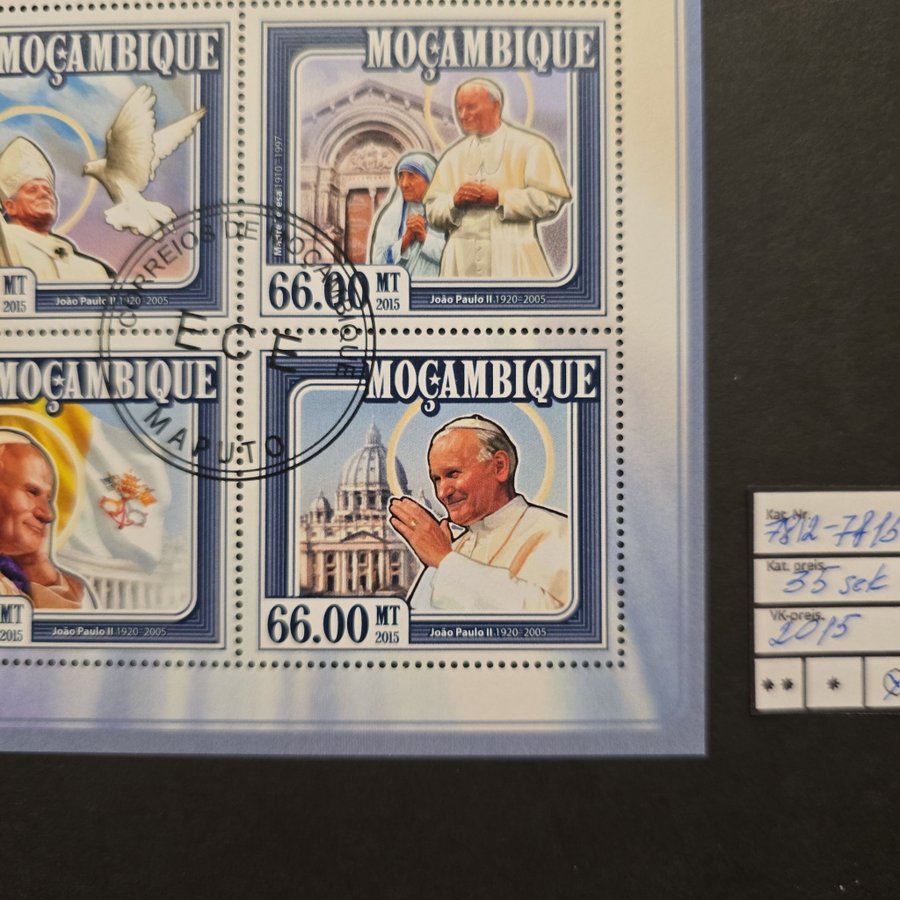 MOÇAMBIQUE
MT
2015
João Paulo II 1920-2005
MOÇAMBIQUE
Madre Teresa 1910-1997
66.00 MT
2015
João Paulo II 1920-2005
CORREIOS DE MOÇAMBIQUE
ECE
MAPUTO
MOÇAMBIQUE
MT
2015
João Paulo II 1920-2005
MOÇAMBIQUE
66.00 MT
2015
João Paulo II 1920-2005
Kat. Nr.
7812-7815
Kat. preis
35 sek
VK-preis
2015
** *